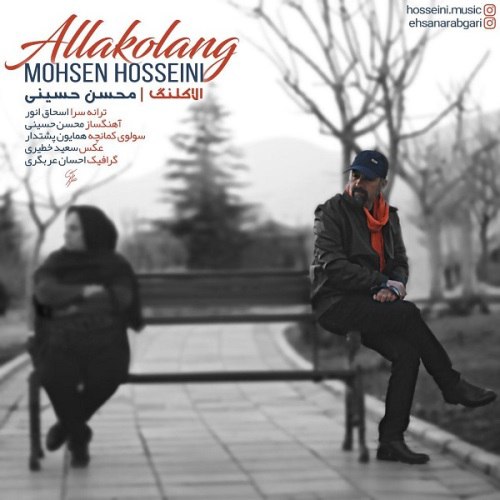 hosseini.music
ehsanarabgari
Allakolang
MOHSEN HOSSEINI
الاکلنگ | محسن حسینی
ترانه سرا اسحاق انور
آهنگساز محسن حسینی
سولوی کمانچه همایون پشتدار
عکس سعید خطیری
گرافیک احسان عربگری